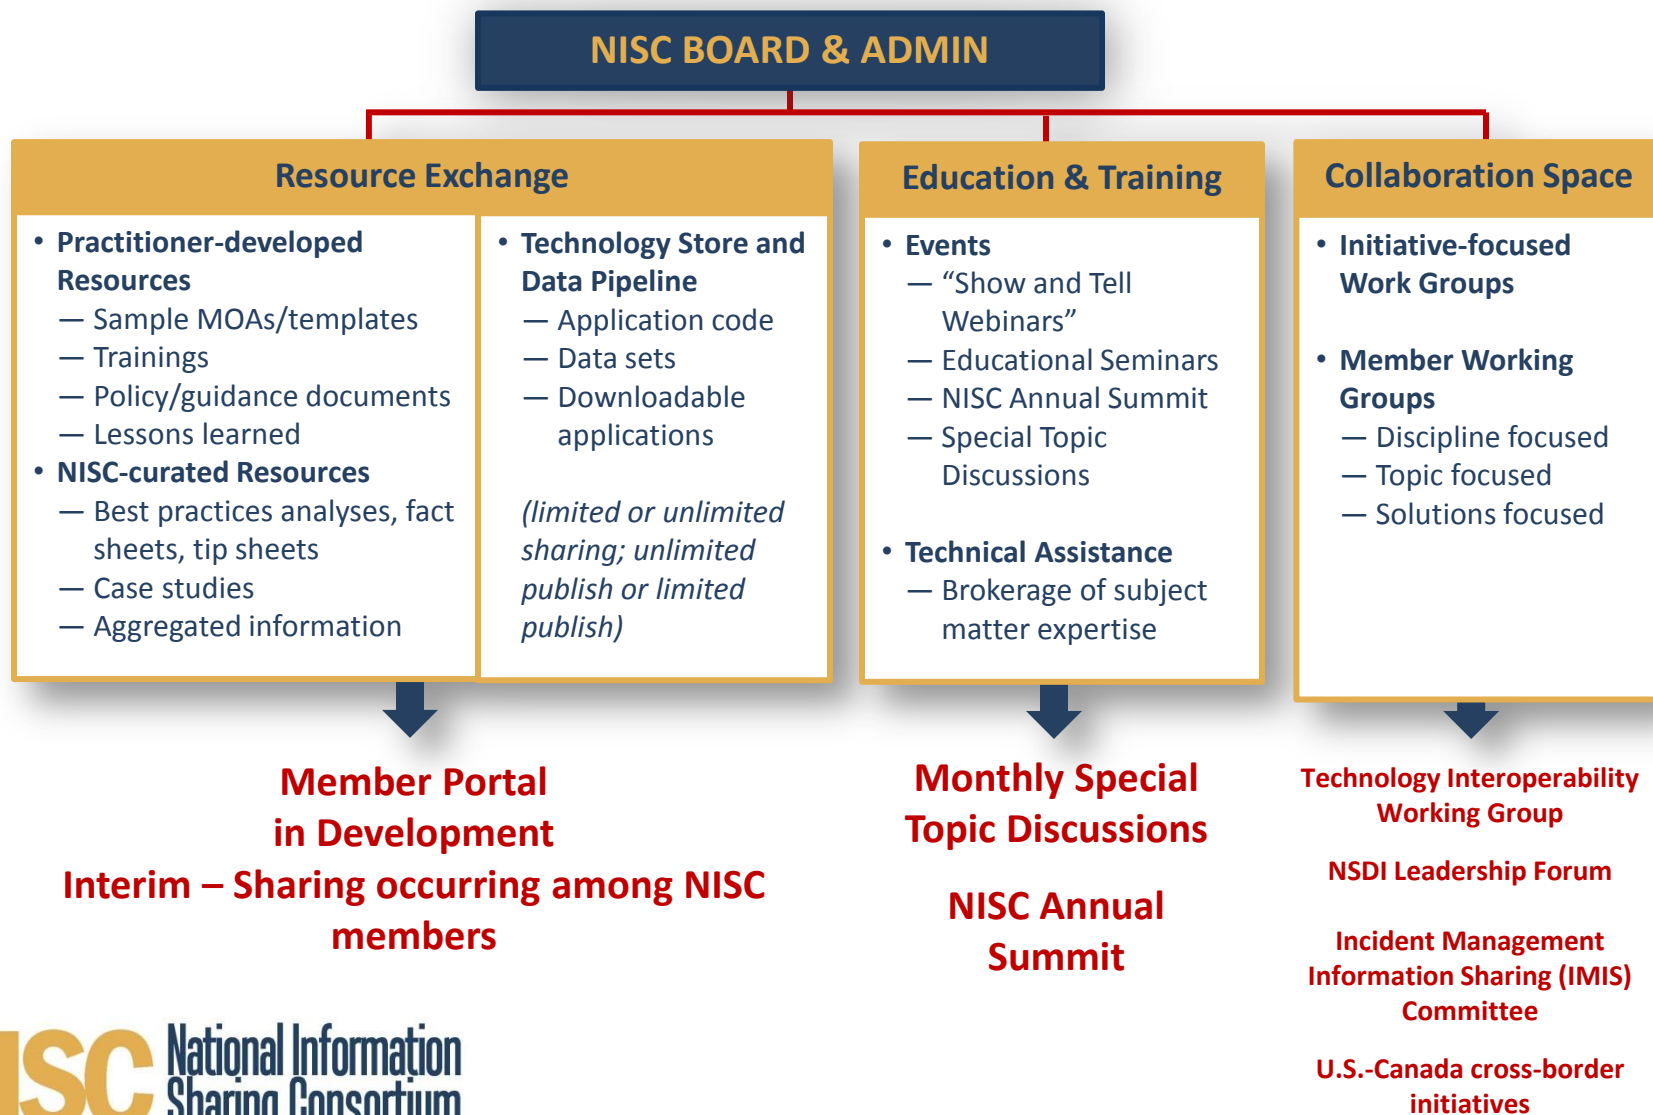 NISC BOARD & ADMIN
Resource Exchange
• Practitioner-developed
Resources
— Sample MOAs/templates
— Trainings
— Policy/guidance documents
— Lessons learned
• NISC-curated Resources
— Best practices analyses, fact
sheets, tip sheets
— Case studies
— Aggregated information
• Technology Store and
Data Pipeline
— Application code
— Data sets
— Downloadable
applications
(limited or unlimited
sharing; unlimited
publish or limited
publish)
Member Portal
in Development
Interim – Sharing occurring among NISC
members
Education & Training
• Events
— “Show and Tell
Webinars”
— Educational Seminars
— NISC Annual Summit
— Special Topic
Discussions
• Technical Assistance
— Brokerage of subject
matter expertise
Monthly Special
Topic Discussions
NISC Annual
Summit
Collaboration Space
• Initiative-focused
Work Groups
• Member Working
Groups
— Discipline focused
— Topic focused
— Solutions focused
Technology Interoperability
Working Group
NSDI Leadership Forum
Incident Management
Information Sharing (IMIS)
Committee
U.S.-Canada cross-border
initiatives
ISC
National Information
Sharing Consortium